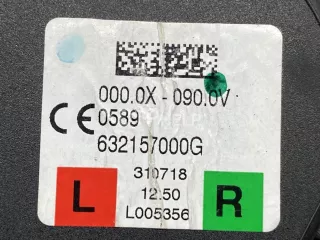 000.0X - 090.0V
CE 0589
632157000G
310718
12.50
L005356
L
R